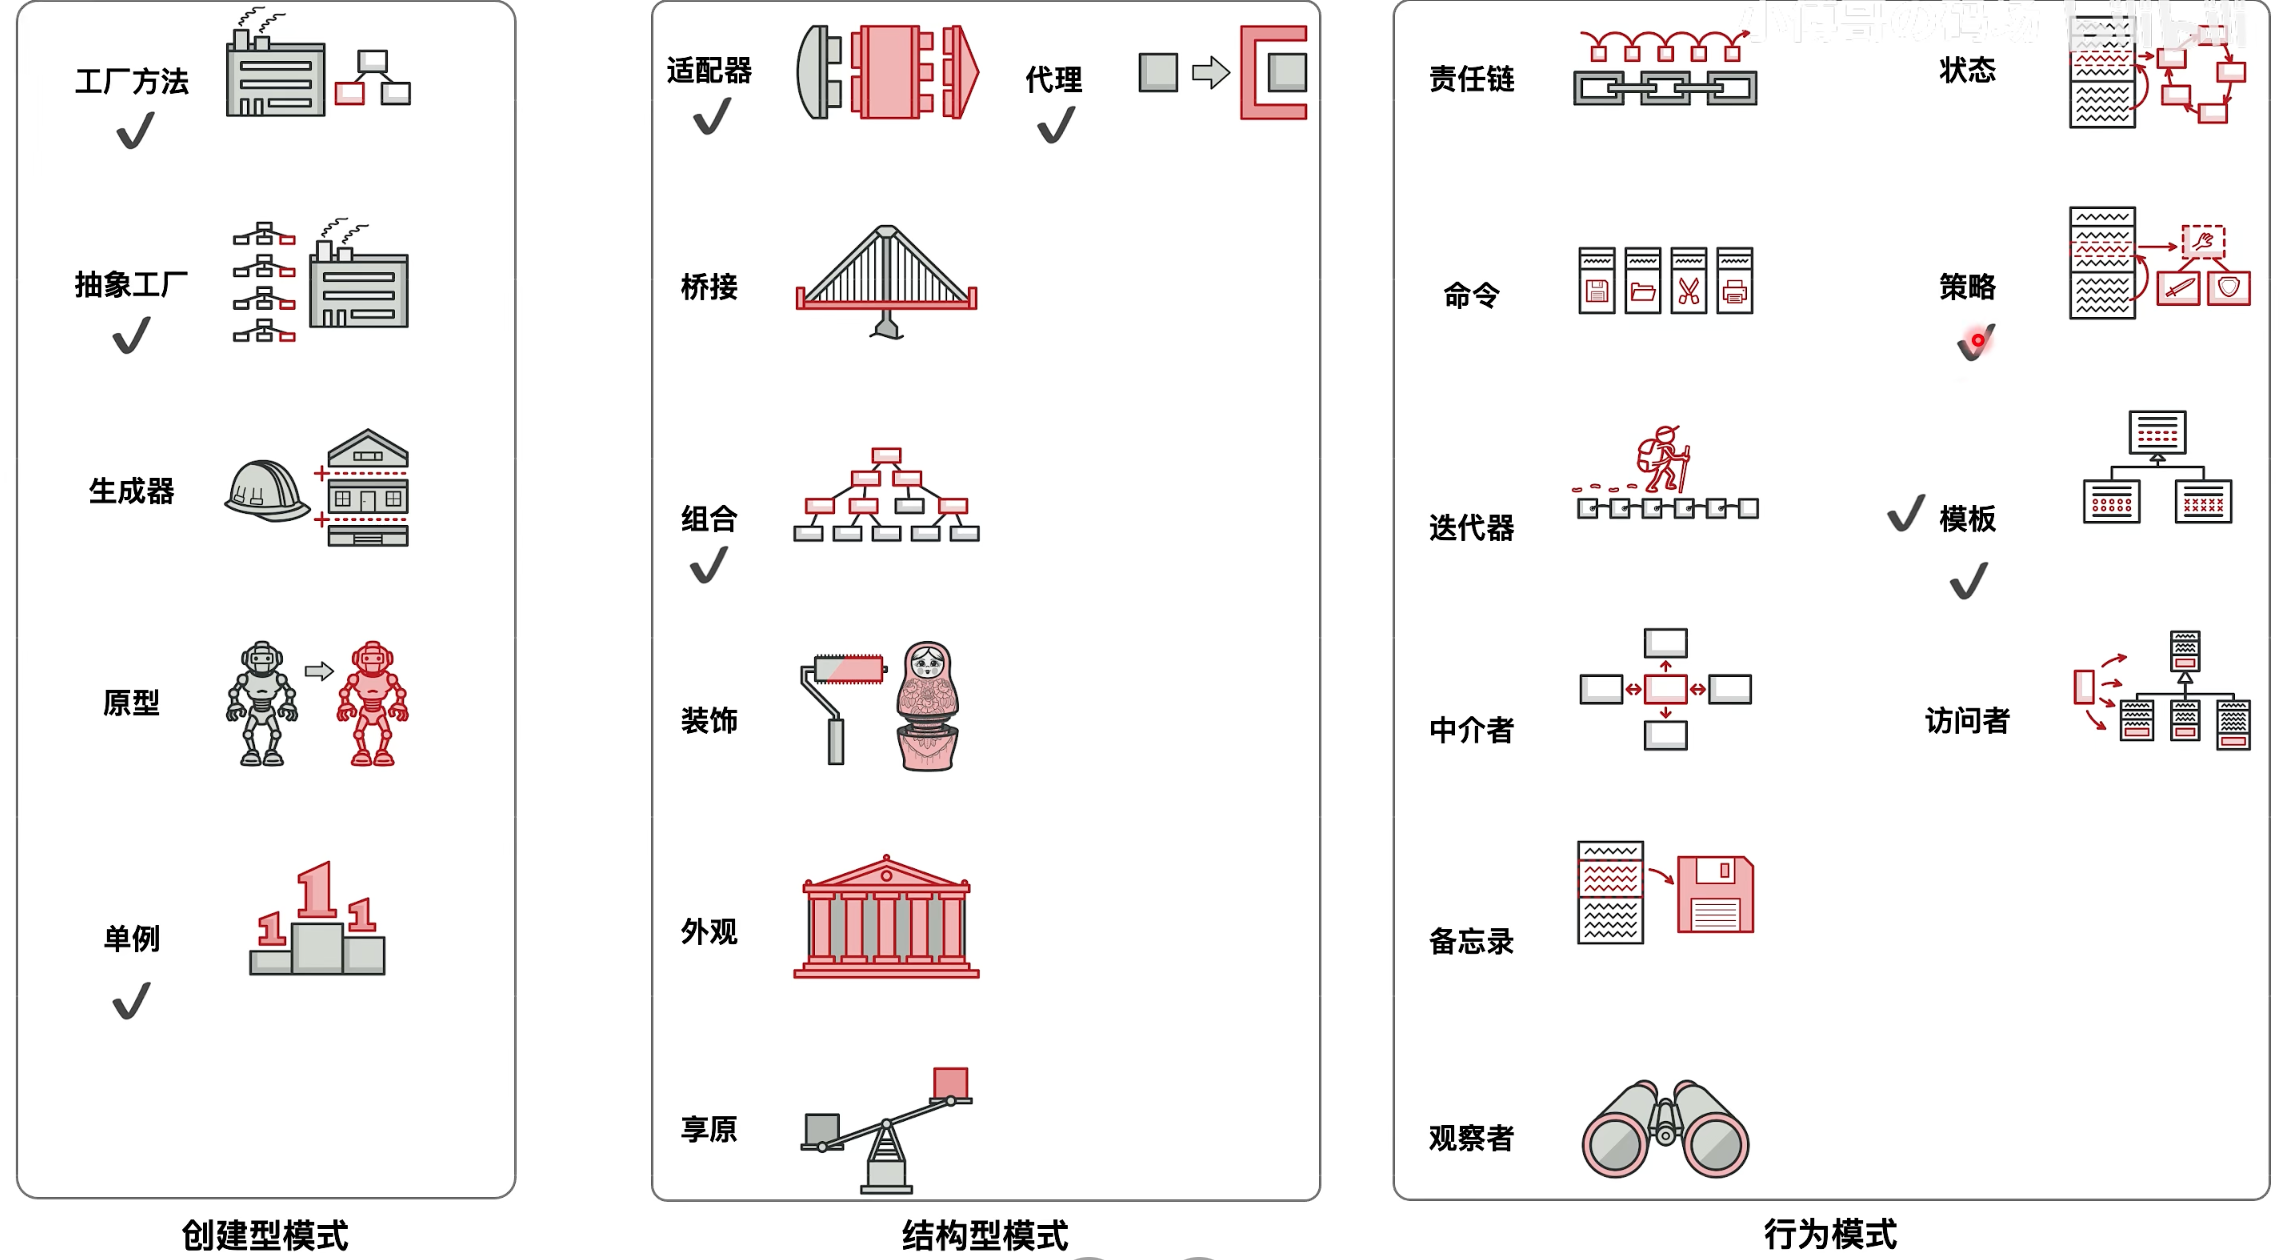 工厂方法
抽象工厂
生成器
原型
单例
创建型模式
适配器
代理
桥接
组合
装饰
外观
享原
结构型模式
责任链
状态
命令
策略
迭代器
模板
中介者
访问者
备忘录
观察者
行为模式